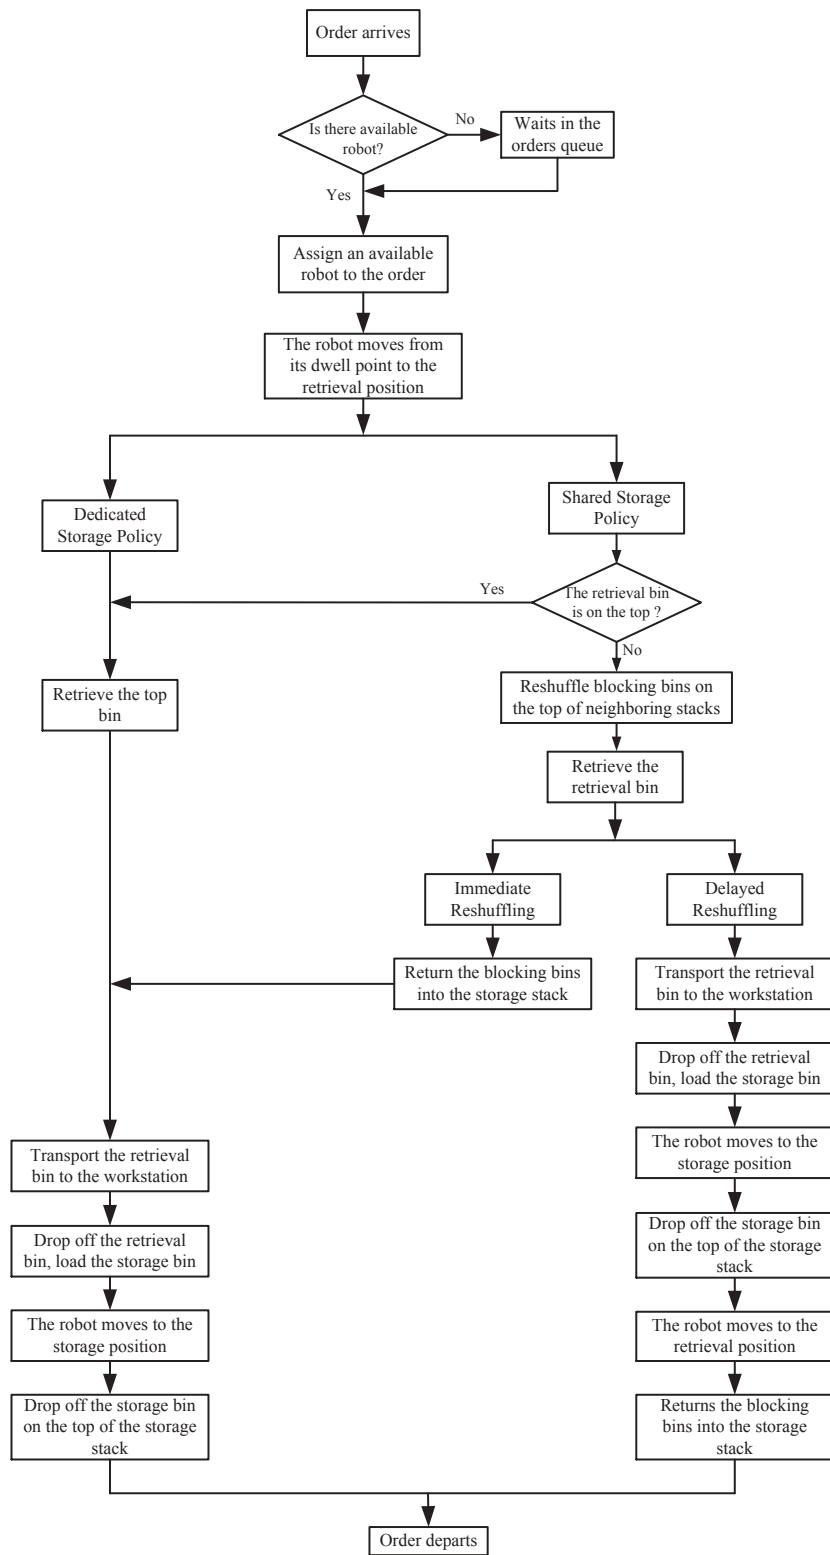 Order arrives
Is there available
robot?
No
Waits in the
orders queue
Yes
Assign an available
robot to the order
The robot moves from
its dwell point to the
retrieval position
Dedicated
Storage Policy
Shared Storage
Policy
Yes
The retrieval bin
is on the top ?
No
Retrieve the top
bin
Reshuffle blocking bins on
the top of neighboring stacks
Retrieve the
retrieval bin
Immediate
Reshuffling
Delayed
Reshuffling
Return the blocking bins
into the storage stack
Transport the retrieval
bin to the workstation
Drop off the retrieval
bin, load the storage bin
The robot moves to the
storage position
Drop off the storage bin
on the top of the storage
stack
The robot moves to the
retrieval position
Returns the blocking
bins into the storage
stack
Transport the retrieval
bin to the workstation
Drop off the retrieval
bin, load the storage bin
The robot moves to the
storage position
Drop off the storage bin
on the top of the storage
stack
Order departs